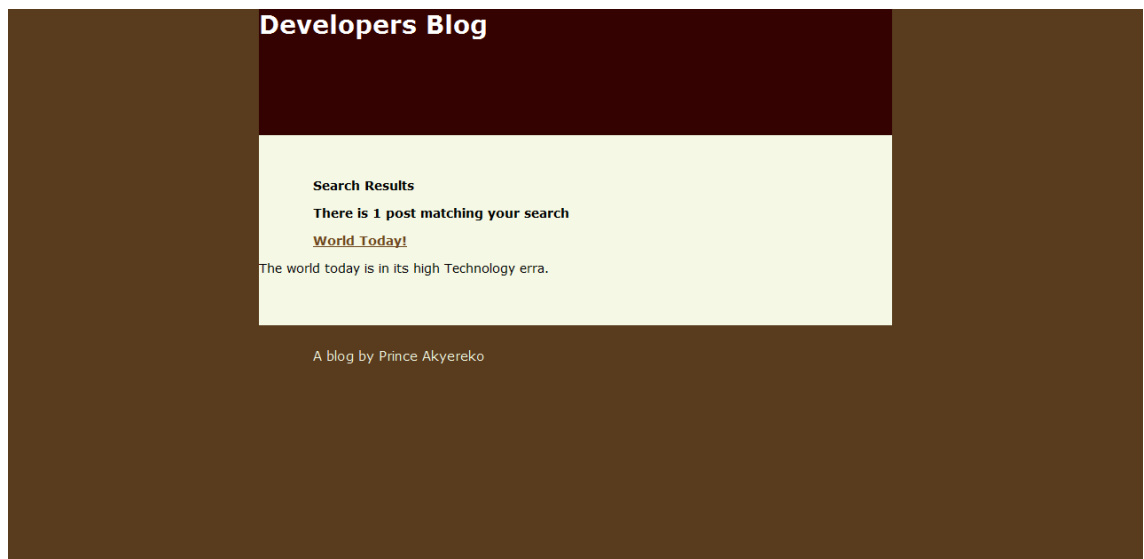 Developers Blog
Search Results
There is 1 post matching your search
World Today!
The world today is in its high Technology erra.
A blog by Prince Akyereko